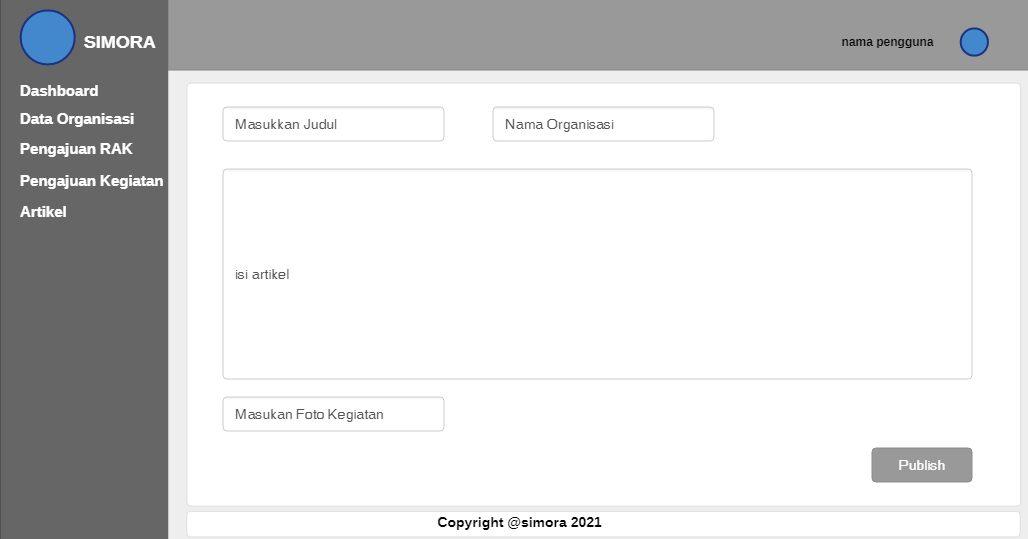 SIMORA
nama pengguna
Dashboard
Data Organisasi
Pengajuan RAK
Pengajuan Kegiatan
Artikel
Masukkan Judul
Nama Organisasi
isi artikel
Masukan Foto Kegiatan
Publish
Copyright @simora 2021